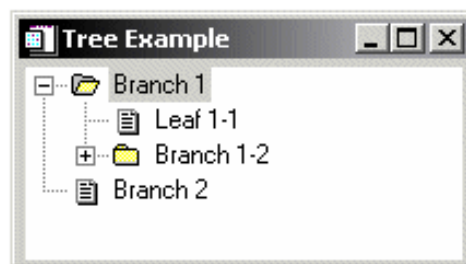 Tree Example
Branch 1
Leaf 1-1
Branch 1-2
Branch 2